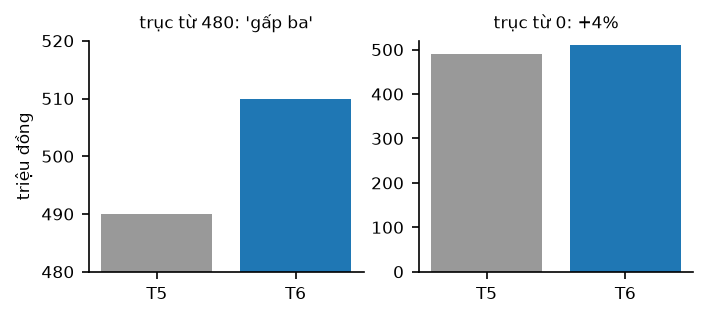 trục từ 480: 'gấp ba'
triệu đồng
520
510
500
490
480
T5 T6
trục từ 0: +4%
500
400
300
200
100
0
T5 T6